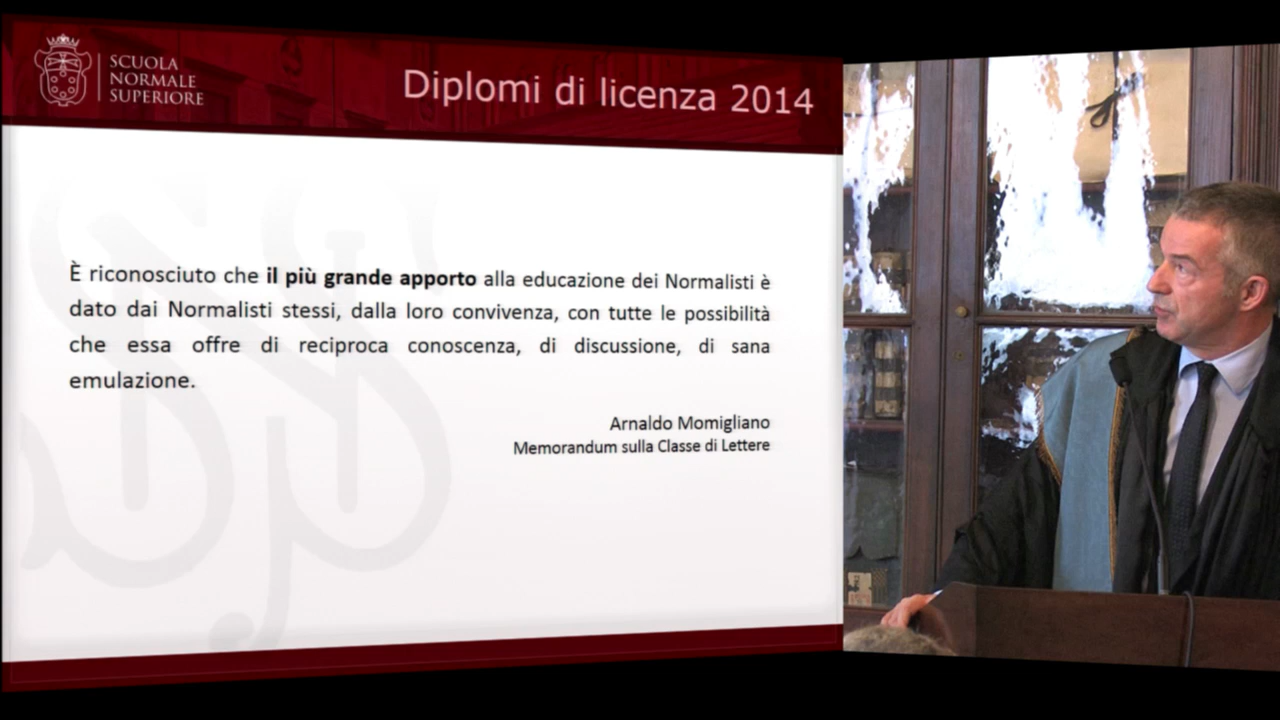 SCUOLA
NORMALE
SUPERIORE
Diplomi di licenza 2014
È riconosciuto che il più grande apporto alla educazione dei Normalisti è
dato dai Normalisti stessi, dalla loro convivenza, con tutte le possibilità
che essa offre di reciproca conoscenza, di discussione, di sana
emulazione.
Arnaldo Momigliano
Memorandum sulla Classe di Lettere